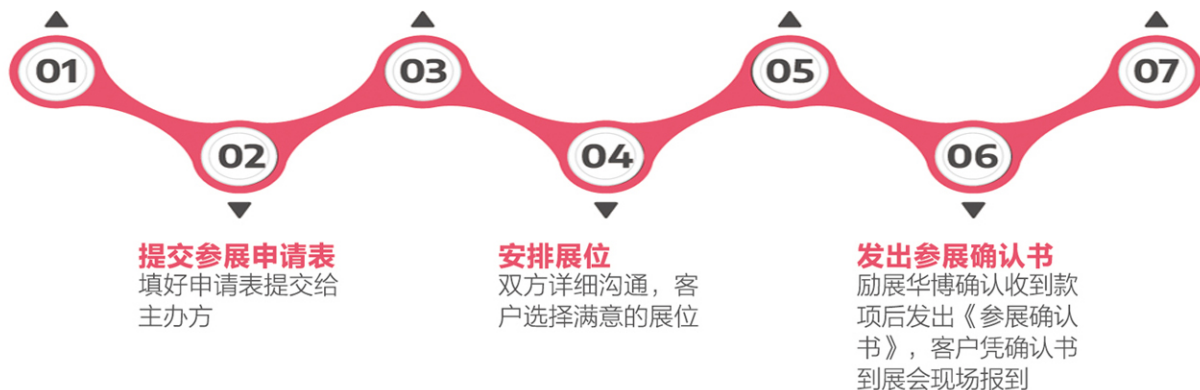 01
03
05
07
02
04
06
提交参展申请表
填好申请表提交给
主办方
安排展位
双方详细沟通，客
户选择满意的展位
发出参展确认书
励展华博确认收到款
项后发出《参展确认
书》，客户凭确认书
到展会现场报到